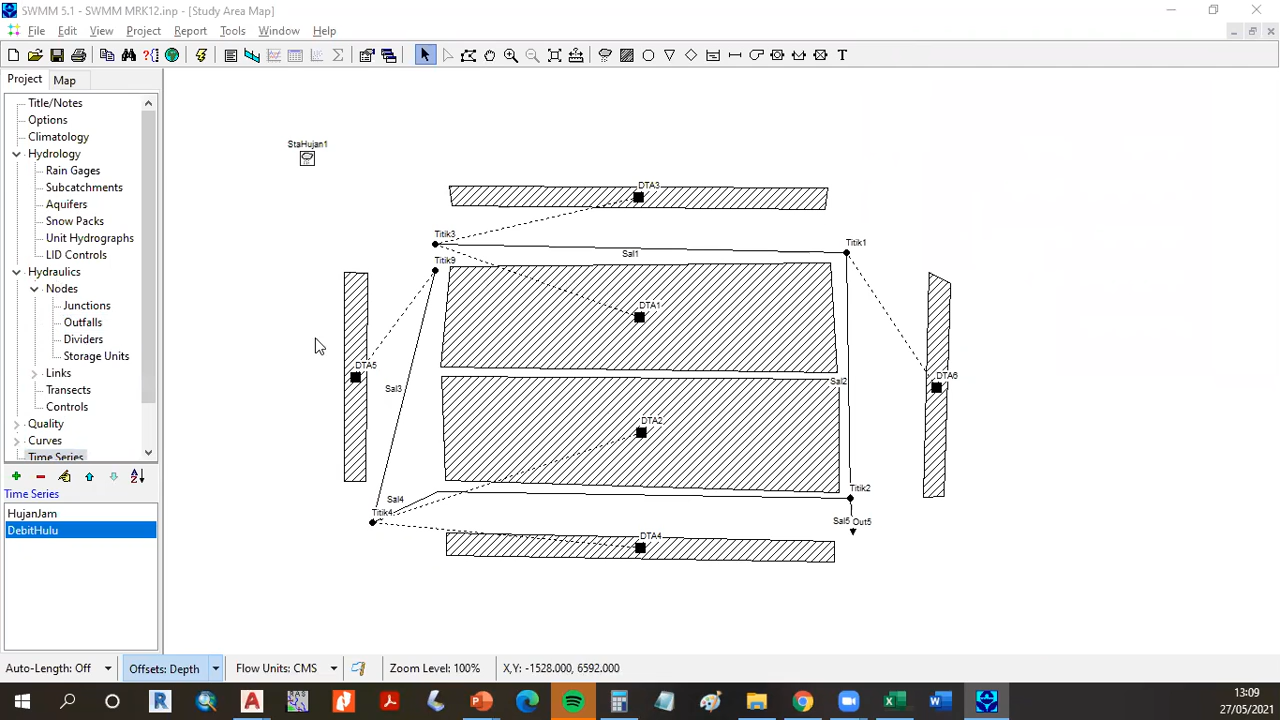 SWMM 5.1 - SWMM MRK12.inp - [Study Area Map]
File Edit View Project Report Tools Window Help
Project Map
Title/Notes
Options
Climatology
Hydrology
Rain Gages
Subcatchments
Aquifers
Snow Packs
Unit Hydrographs
LID Controls
Hydraulics
Nodes
Junctions
Outfalls
Dividers
Storage Units
Links
Transects
Controls
Quality
Curves
Time Series
Time Series
HujanJam
DebitHulu
StaHujan1
DTA3
Titik3
Titik1
Sal1
Titik9
DTA1
DTA5
DTA6
Sal3
Sal2
DTA2
Sal4
Titik2
Titik4
Sal5 Out5
DTA4
Auto-Length: Off Offsets: Depth Flow Units: CMS Zoom Level: 100% X,Y: -1528.000, 6592.000
13:09
27/05/2021